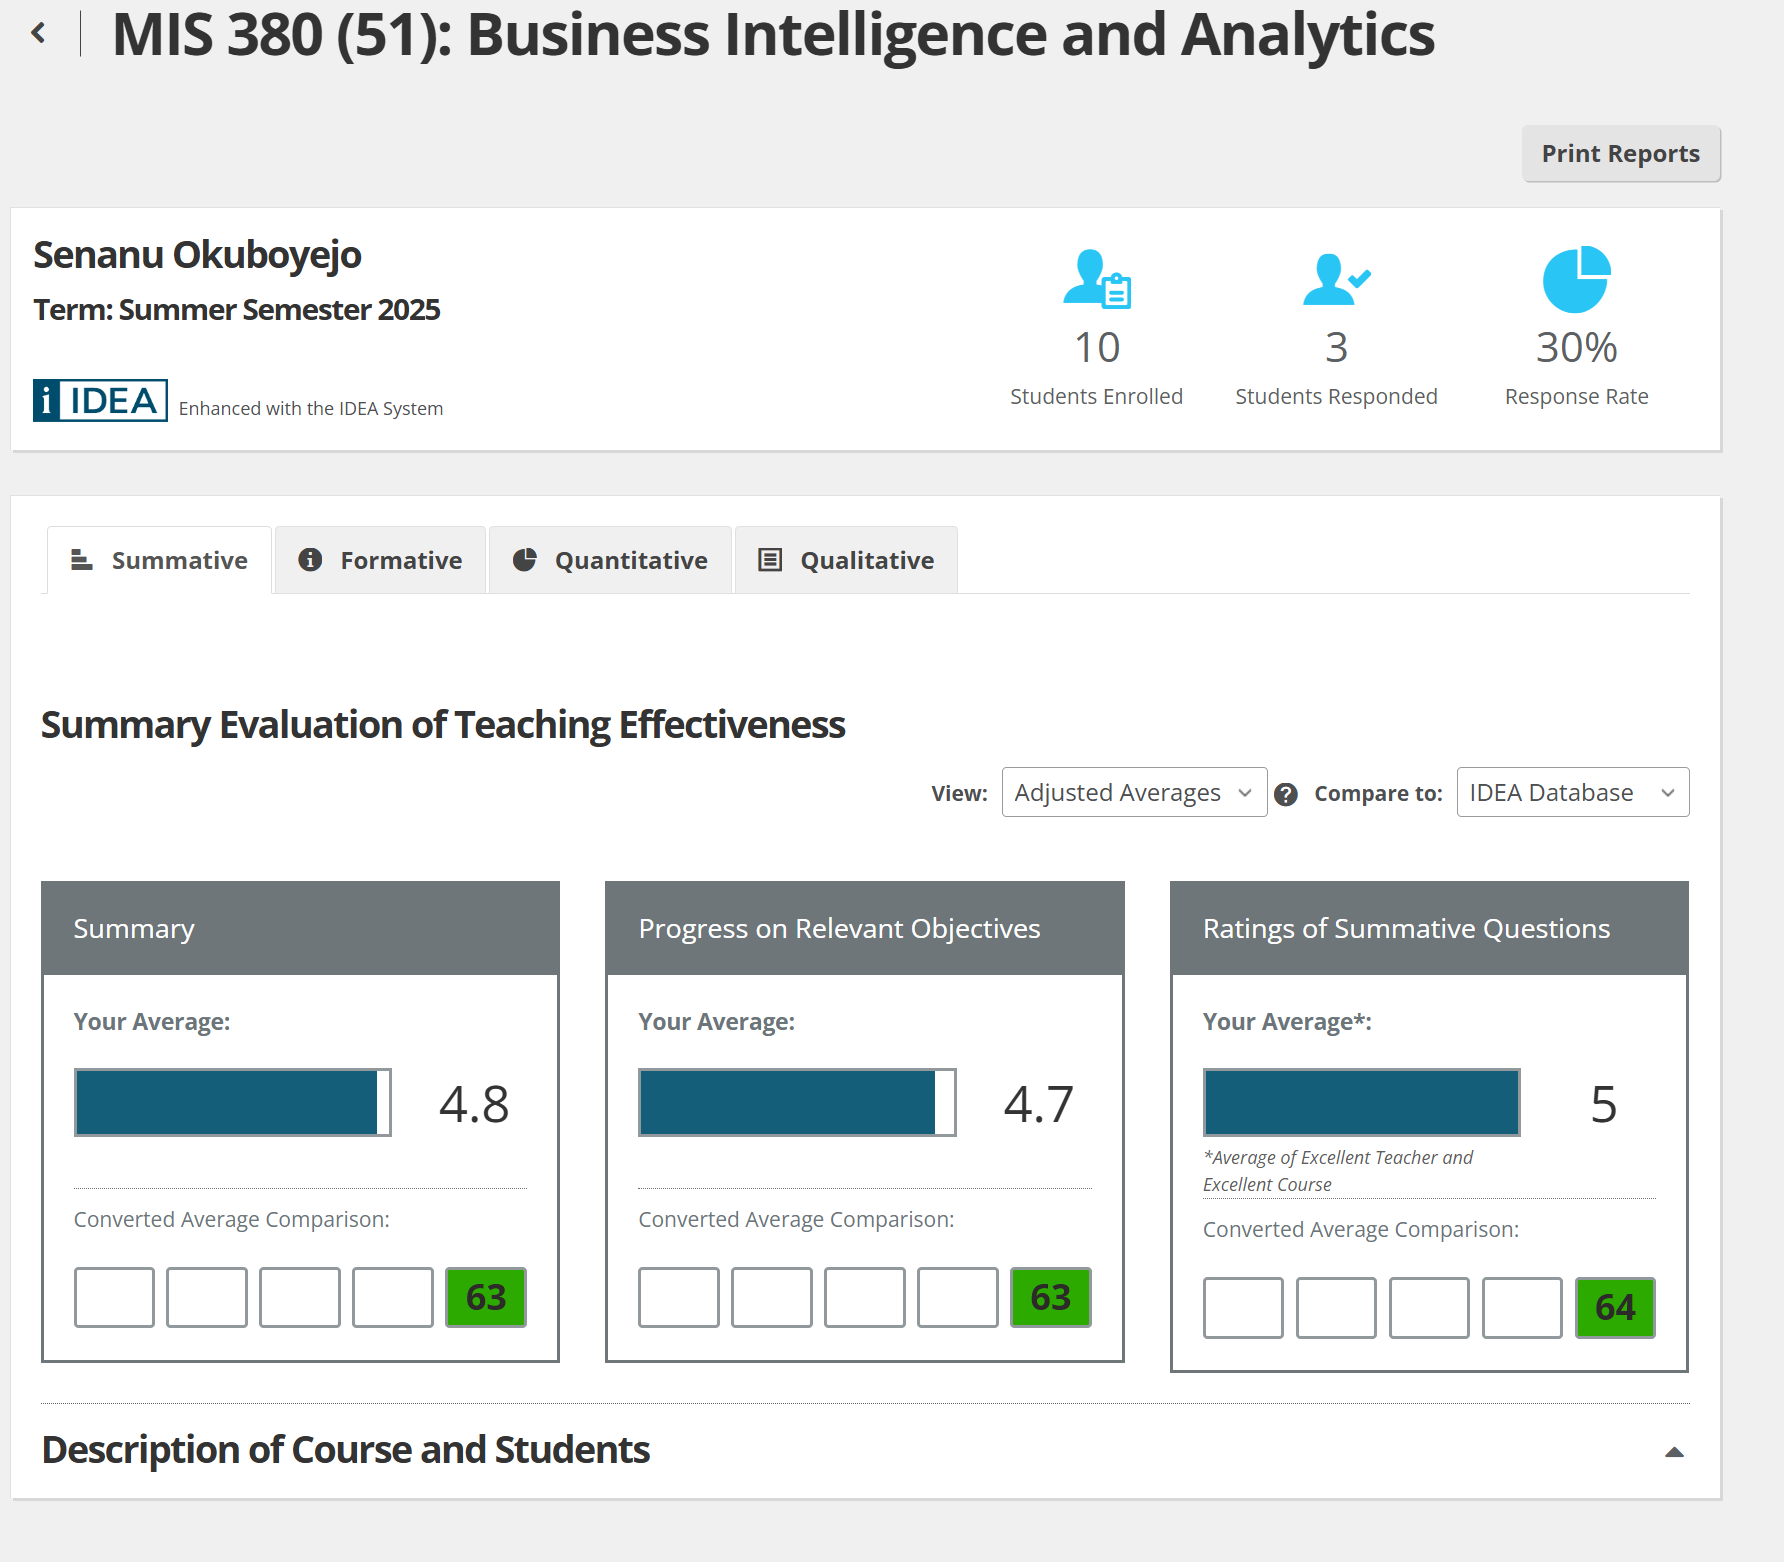 MIS 380 (51): Business Intelligence and Analytics
Print Reports
Senanu Okuboyejo
Term: Summer Semester 2025
i IDEA Enhanced with the IDEA System
10
Students Enrolled
3
Students Responded
30%
Response Rate
Summative
Formative
Quantitative
Qualitative
Summary Evaluation of Teaching Effectiveness
View: Adjusted Averages ? Compare to: IDEA Database
Summary
Your Average:
4.8
Converted Average Comparison:
63
Progress on Relevant Objectives
Your Average:
4.7
Converted Average Comparison:
63
Ratings of Summative Questions
Your Average*:
5
*Average of Excellent Teacher and
Excellent Course
Converted Average Comparison:
64
Description of Course and Students